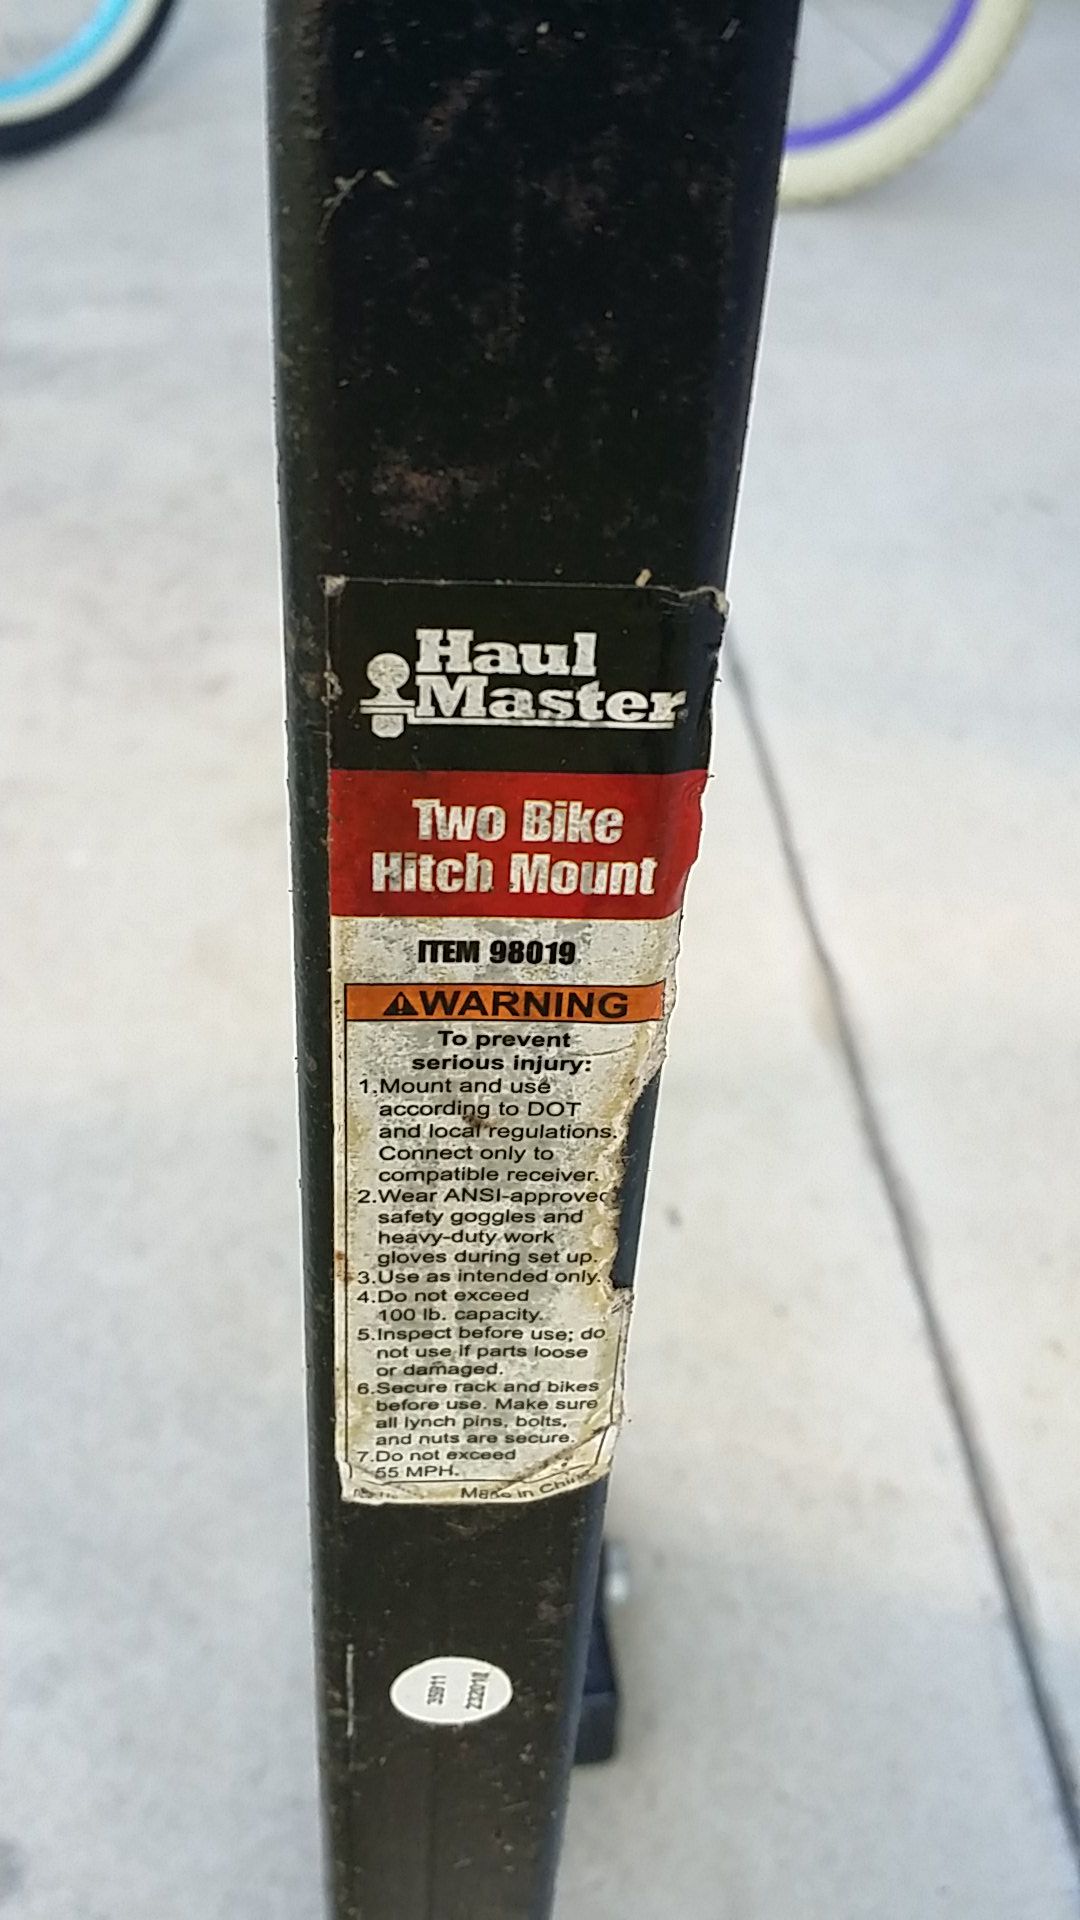 Haul
Master
Two Bike
Hitch Mount
ITEM 98019
WARNING
To prevent
serious injury:
1.Mount and use
according to DOT
and local regulations.
Connect only to
compatible receiver.
2.Wear ANSI-approved
safety goggles and
heavy-duty work
gloves during set up.
3.Use as intended only.
4.Do not exceed
100 lb. capacity.
5.Inspect before use; do
not use if parts loose
or damaged.
6.Secure rack and bikes
before use. Make sure
all lynch pins, bolts,
and nuts are secure.
7.Do not exceed
55 MPH.
Made in China